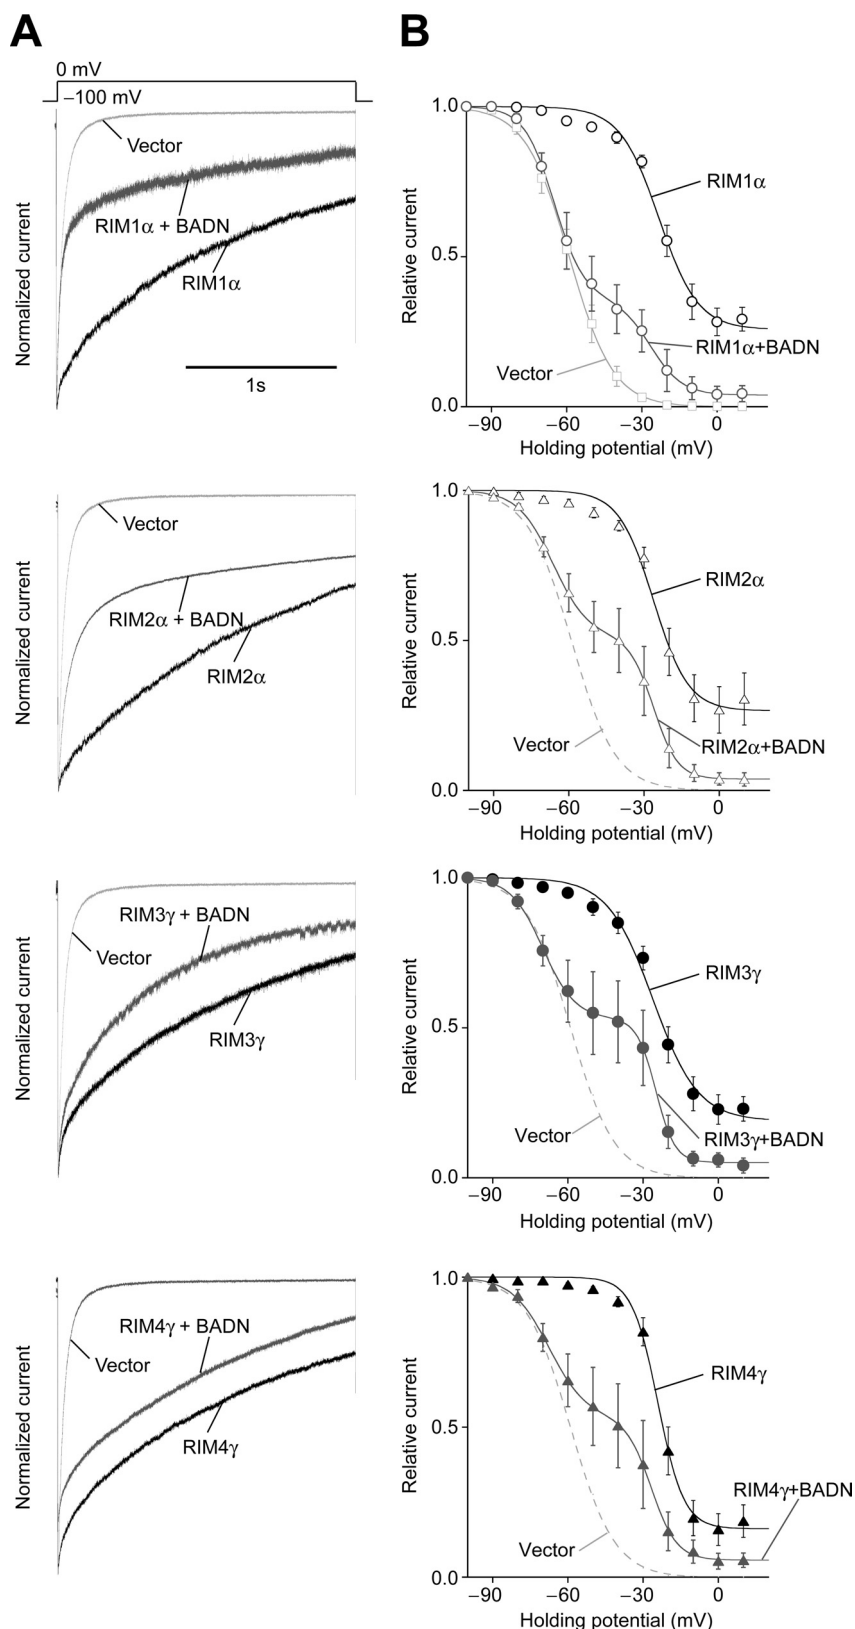 A
B
0 mV
−100 mV
Vector
RIM1α + BADN
RIM1α
1s
Normalized current
1.0
0.5
0.0
Relative current
RIM1α
RIM1α+BADN
Vector
−90
−60
−30
0
Holding potential (mV)
Vector
RIM2α + BADN
RIM2α
Normalized current
1.0
0.5
0.0
Relative current
RIM2α
Vector
RIM2α+BADN
−90
−60
−30
0
Holding potential (mV)
RIM3γ + BADN
Vector
RIM3γ
Normalized current
1.0
0.5
0.0
Relative current
RIM3γ
Vector
RIM3γ+BADN
−90
−60
−30
0
Holding potential (mV)
RIM4γ + BADN
Vector
RIM4γ
Normalized current
1.0
0.5
0.0
Relative current
RIM4γ
RIM4γ+BADN
Vector
−90
−60
−30
0
Holding potential (mV)